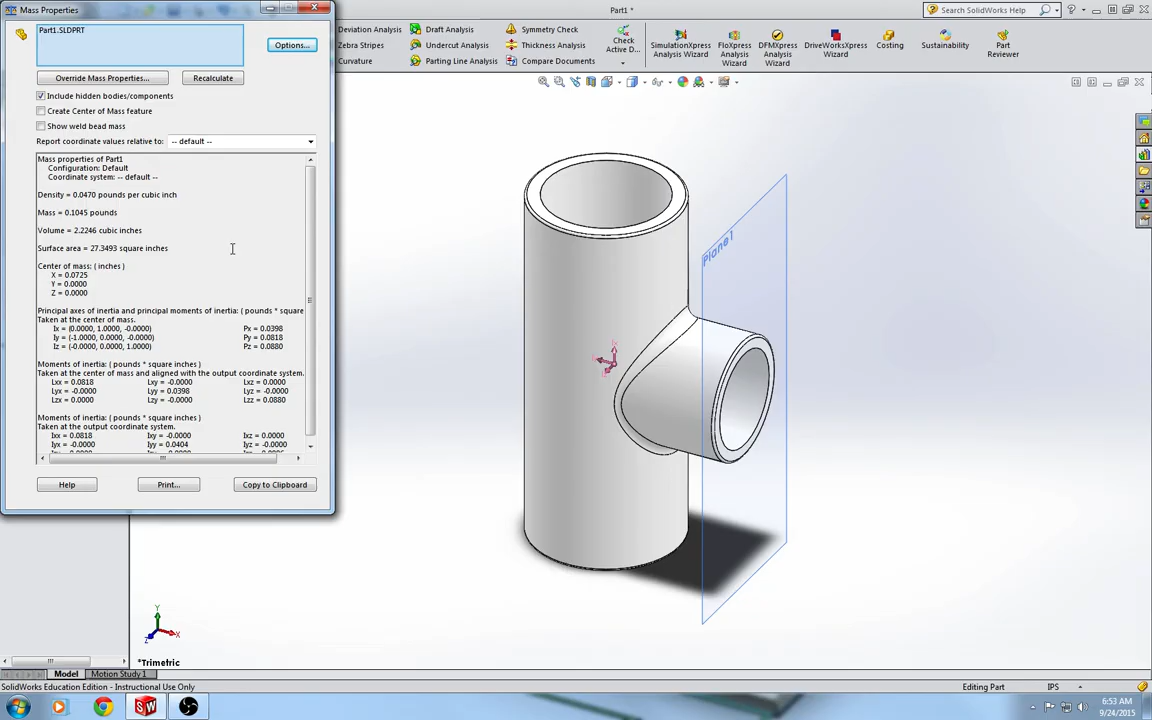 Mass Properties
Part1 *
Search SolidWorks Help
Part1.SLDPRT
Options...
Override Mass Properties...
Recalculate
Include hidden bodies/components
Create Center of Mass feature
Show weld bead mass
Report coordinate values relative to: -- default --
Mass properties of Part1
Configuration: Default
Coordinate system: -- default --
Density = 0.0470 pounds per cubic inch
Mass = 0.1045 pounds
Volume = 2.2246 cubic inches
Surface area = 27.3493 square inches
Center of mass: ( inches )
X = 0.0725
Y = 0.0000
Z = 0.0000
Principal axes of inertia and principal moments of inertia: ( pounds * square
Taken at the center of mass.
Ix = (0.0000, 1.0000, -0.0000) Px = 0.0398
Iy = (-1.0000, 0.0000, -0.0000) Py = 0.0818
Iz = (-0.0000, 0.0000, 1.0000) Pz = 0.0880
Moments of inertia: ( pounds * square inches )
Taken at the center of mass and aligned with the output coordinate system.
Lxx = 0.0818 Lxy = -0.0000 Lxz = 0.0000
Lyx = -0.0000 Lyy = 0.0398 Lyz = -0.0000
Lzx = 0.0000 Lzy = -0.0000 Lzz = 0.0880
Moments of inertia: ( pounds * square inches )
Taken at the output coordinate system.
Ixx = 0.0818 Ixy = -0.0000 Ixz = 0.0000
Iyx = -0.0000 Iyy = 0.0404 Iyz = -0.0000
Help
Print...
Copy to Clipboard
Deviation Analysis
Zebra Stripes
Curvature
Draft Analysis
Undercut Analysis
Parting Line Analysis
Symmetry Check
Thickness Analysis
Compare Documents
Check
Active D...
SimulationXpress
Analysis Wizard
FloXpress
Analysis
Wizard
DFMXpress
Analysis
Wizard
DriveWorksXpress
Wizard
Costing
Sustainability
Part
Reviewer
Plane1
Y
X
Z
*Trimetric
Model
Motion Study 1
SolidWorks Education Edition - Instructional Use Only
Editing Part
IPS
6:53 AM
9/24/2015